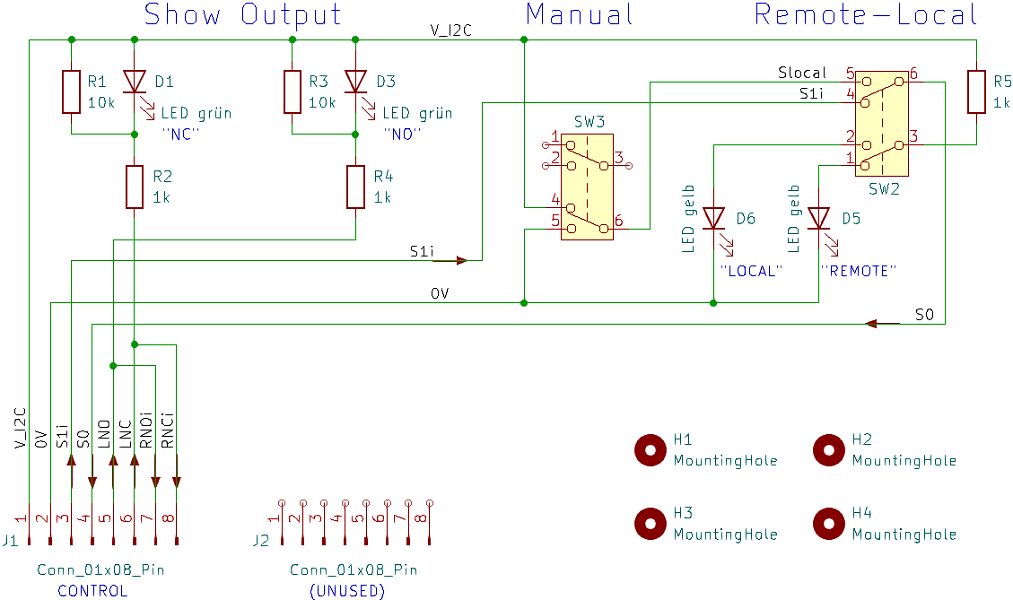 Show Output
Manual
Remote-Local
V_I2C
R1
10k
D1
LED grün
"NC"
R3
10k
D3
LED grün
"NO"
Slocal
S1i
5
4
6
2
1
3
SW2
R5
1k
SW3
1
2
3
4
5
6
R2
1k
R4
1k
LED gelb
D6
"LOCAL"
LED gelb
D5
"REMOTE"
S1i
0V
S0
V_I2C
0V
S1i
S0
LNO
LNC
RNOi
RNCi
1
2
3
4
5
6
7
8
J1
Conn_01x08_Pin
CONTROL
1
2
3
4
5
6
7
8
J2
Conn_01x08_Pin
(UNUSED)
H1
MountingHole
H2
MountingHole
H3
MountingHole
H4
MountingHole